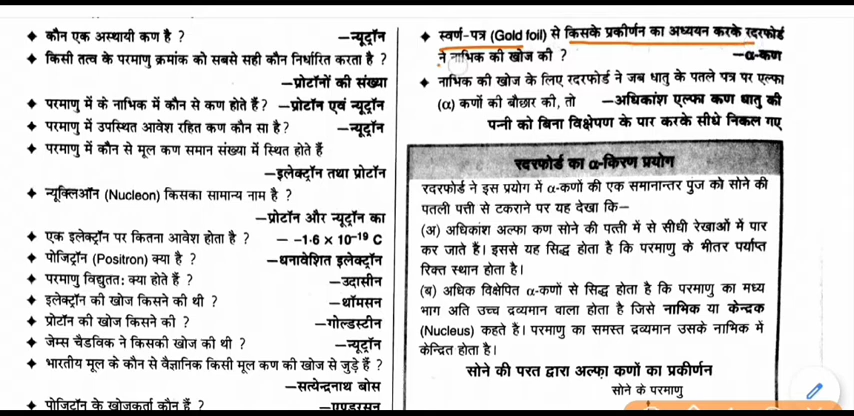 ◆ कौन एक अस्थायी कण है ? —न्यूट्रॉन
◆ किसी तत्व के परमाणु क्रमांक को सबसे सही कौन निर्धारित करता है ?
—प्रोटॉनों की संख्या
◆ परमाणु में के नाभिक में कौन से कण होते हैं? —प्रोटॉन एवं न्यूट्रॉन
◆ परमाणु में उपस्थित आवेश रहित कण कौन सा है? —न्यूट्रॉन
◆ परमाणु में कौन से मूल कण समान संख्या में स्थित होते हैं
—इलेक्ट्रॉन तथा प्रोटॉन
◆ न्यूक्लिऑन (Nucleon) किसका सामान्य नाम है ?
—प्रोटॉन और न्यूट्रॉन का
◆ एक इलेक्ट्रॉन पर कितना आवेश होता है ? — –1·6 × 10⁻¹⁹ C
◆ पोजिट्रॉन (Positron) क्या है ? —धनावेशित इलेक्ट्रॉन
◆ परमाणु विद्युततः क्या होते हैं ? —उदासीन
◆ इलेक्ट्रॉन की खोज किसने की थी ? —थॉमसन
◆ प्रोटॉन की खोज किसने की ? —गोल्डस्टीन
◆ जेम्स चैडविक ने किसकी खोज की थी ? —न्यूट्रॉन
◆ भारतीय मूल के कौन से वैज्ञानिक किसी मूल कण की खोज से जुड़े हैं ?
—सत्येन्द्रनाथ बोस
◆ पोजिट्रॉन के खोजकर्ता कौन हैं ? —एण्डरसन
◆ स्वर्ण-पत्र (Gold foil) से किसके प्रकीर्णन का अध्ययन करके रदरफोर्ड
ने नाभिक की खोज की ? —α-कण
◆ नाभिक की खोज के लिए रदरफोर्ड ने जब धातु के पतले पत्र पर एल्फा
(α) कणों की बौछार की, तो —अधिकांश एल्फा कण धातु की
पन्नी को बिना विक्षेपण के पार करके सीधे निकल गए
रदरफोर्ड का α-किरण प्रयोग
रदरफोर्ड ने इस प्रयोग में α-कणों की एक समानान्तर पुंज को सोने की
पतली पत्ती से टकराने पर यह देखा कि—
(अ) अधिकांश अल्फा कण सोने की पत्ती में से सीधी रेखाओं में पार
कर जाते हैं। इससे यह सिद्ध होता है कि परमाणु के भीतर पर्याप्त
रिक्त स्थान होता है।
(ब) अधिक विक्षेपित α-कणों से सिद्ध होता है कि परमाणु का मध्य
भाग अति उच्च द्रव्यमान वाला होता है जिसे नाभिक या केन्द्रक
(Nucleus) कहते है। परमाणु का समस्त द्रव्यमान उसके नाभिक में
केन्द्रित होता है।
सोने की परत द्वारा अल्फा कणों का प्रकीर्णन
सोने के परमाणु